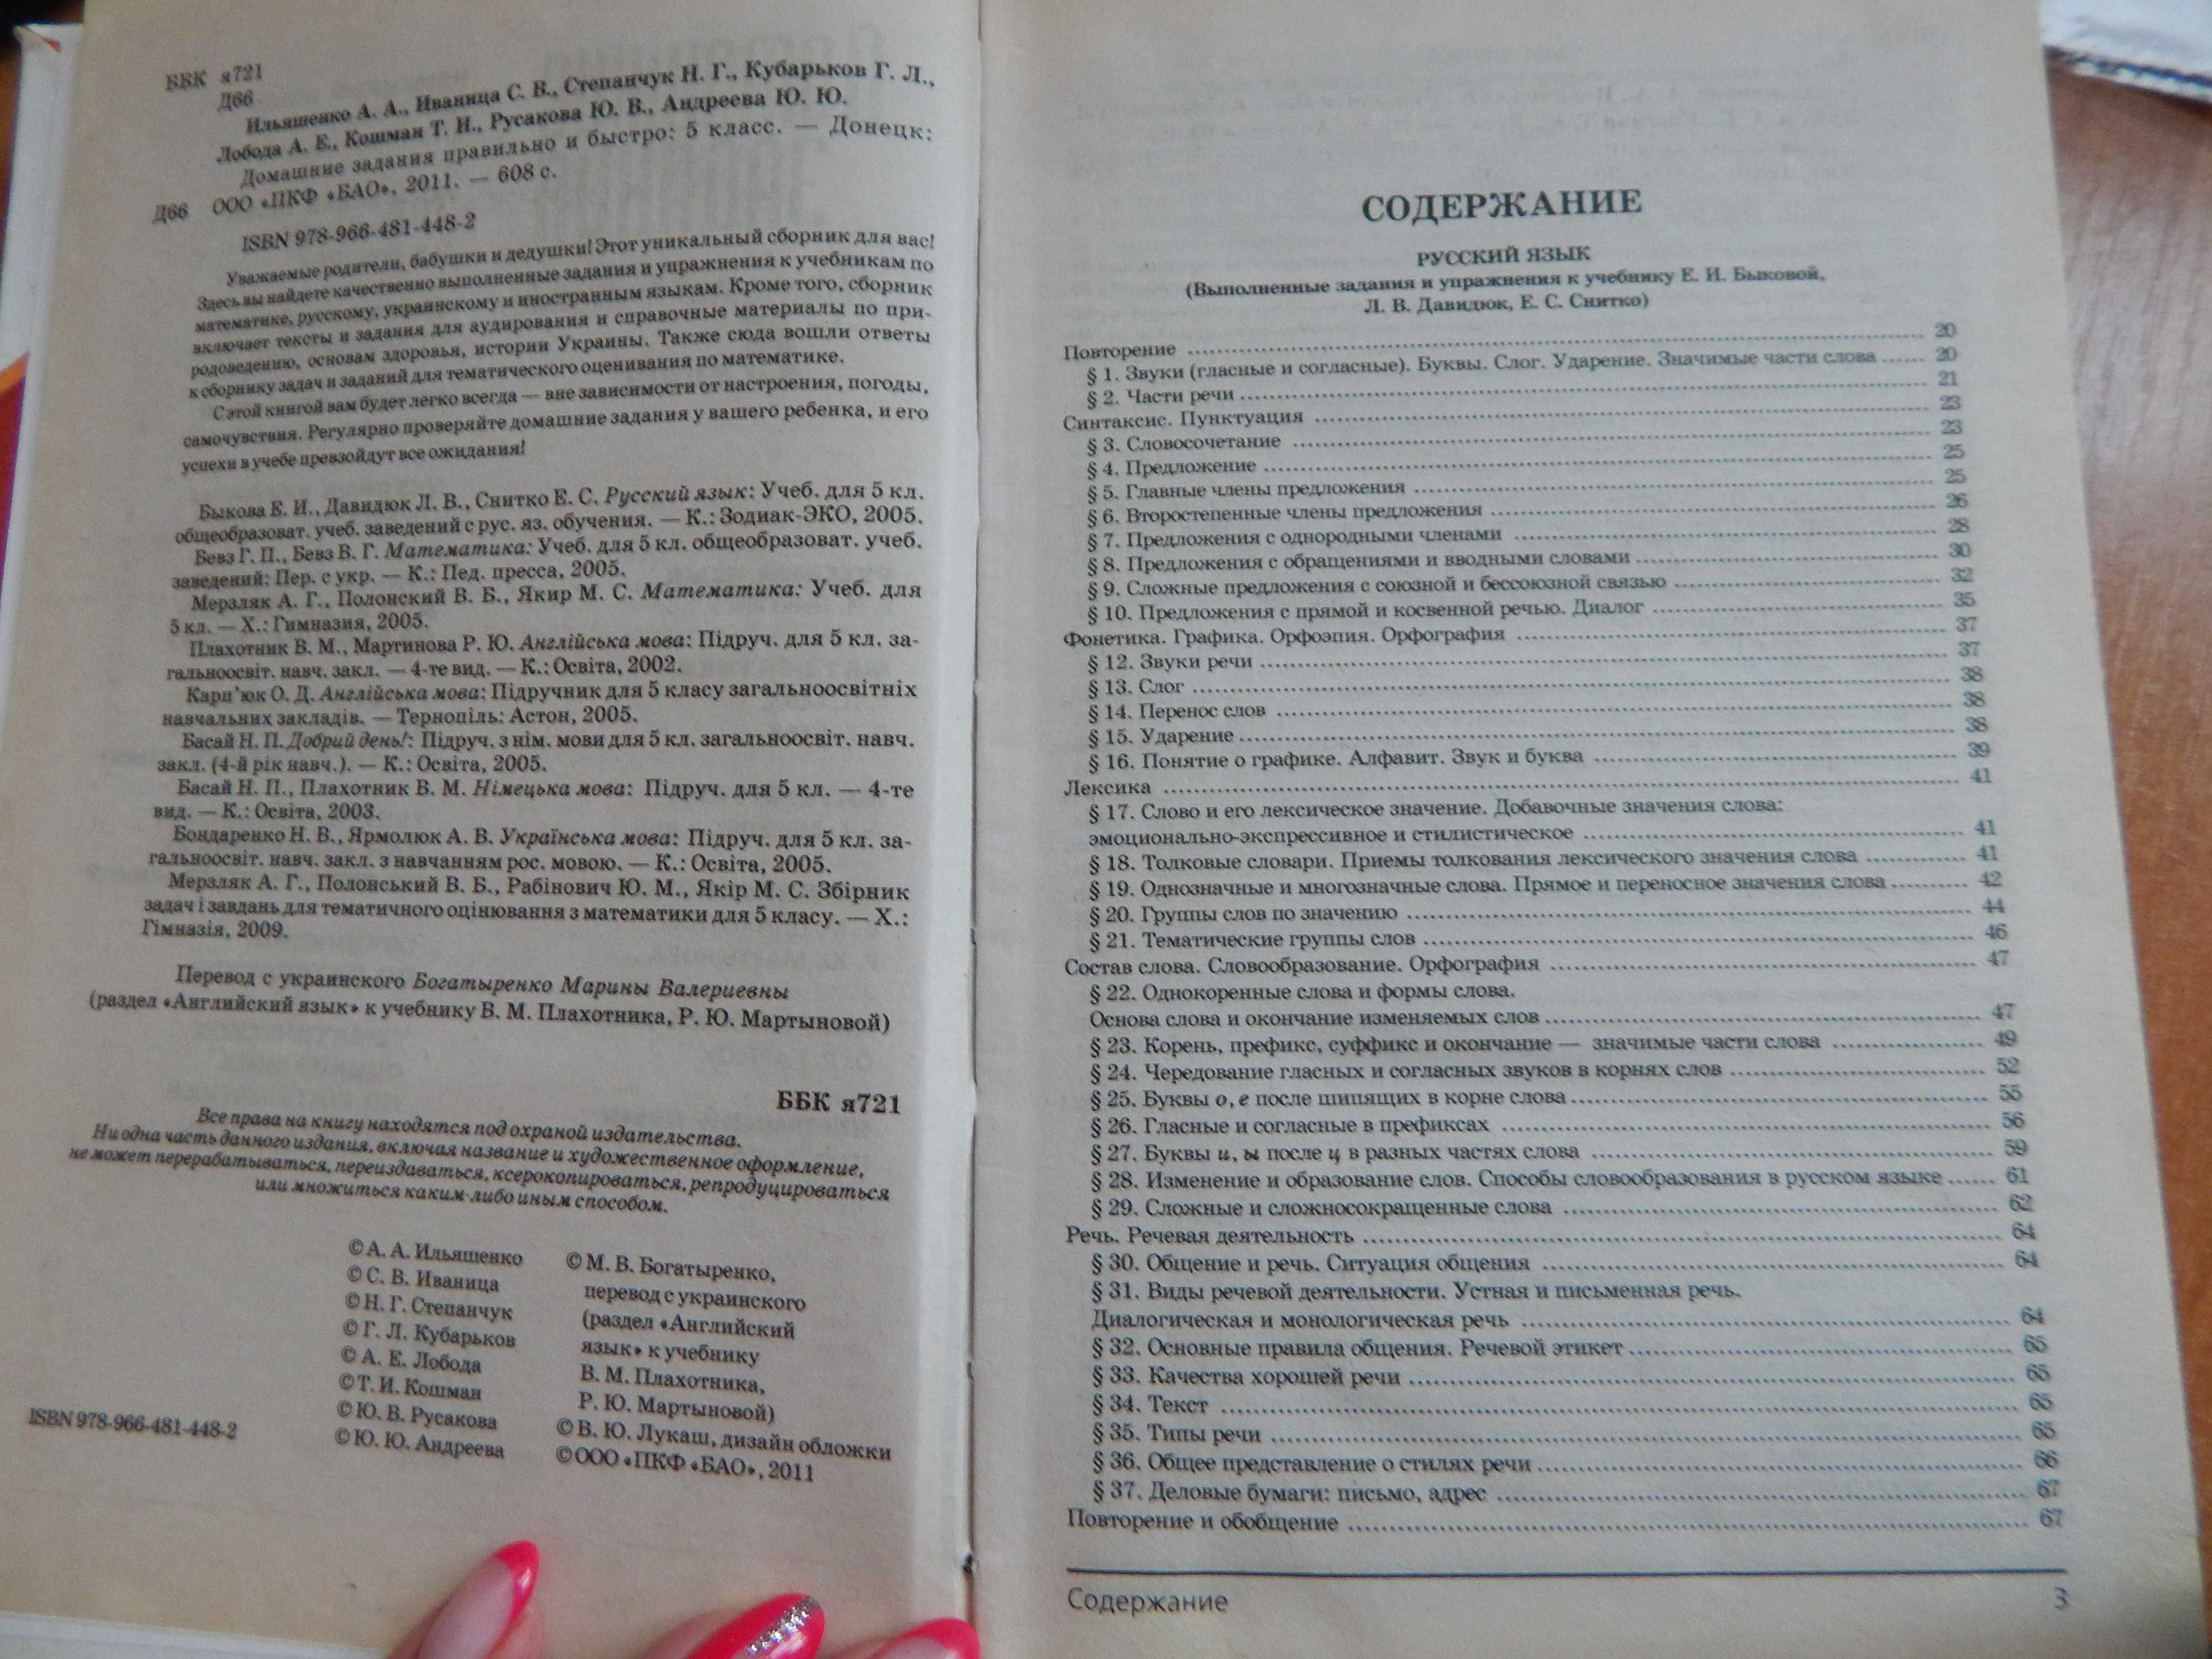 ББК я721
Д66
Ильяшенко А. А., Иваница С. В., Степанчук Н. Г., Кубарьков Г. Л.,
Лобода А. Е., Кошман Т. И., Русакова Ю. В., Андреева Ю. Ю.
Домашние задания правильно и быстро: 5 класс. — Донецк:
Д66 ООО «ПКФ «БАО», 2011. — 608 с.
ISBN 978-966-481-448-2
Уважаемые родители, бабушки и дедушки! Этот уникальный сборник для вас!
Здесь вы найдете качественно выполненные задания и упражнения к учебникам по
математике, русскому, украинскому и иностранным языкам. Кроме того, сборник
включает тексты и задания для аудирования и справочные материалы по при-
родоведению, основам здоровья, истории Украины. Также сюда вошли ответы
к сборнику задач и заданий для тематического оценивания по математике.
С этой книгой вам будет легко всегда — вне зависимости от настроения, погоды,
самочувствия. Регулярно проверяйте домашние задания у вашего ребенка, и его
успехи в учебе превзойдут все ожидания!
Быкова Е. И., Давидюк Л. В., Снитко Е. С. Русский язык: Учеб. для 5 кл.
общеобразоват. учеб. заведений с рус. яз. обучения. — К.: Зодиак-ЭКО, 2005.
Бевз Г. П., Бевз В. Г. Математика: Учеб. для 5 кл. общеобразоват. учеб.
заведений: Пер. с укр. — К.: Пед. пресса, 2005.
Мерзляк А. Г., Полонский В. Б., Якир М. С. Математика: Учеб. для
5 кл. — Х.: Гимназия, 2005.
Плахотник В. М., Мартинова Р. Ю. Англійська мова: Підруч. для 5 кл. за-
гальноосвіт. навч. закл. — 4-те вид. — К.: Освіта, 2002.
Карп'юк О. Д. Англійська мова: Підручник для 5 класу загальноосвітніх
навчальних закладів. — Тернопіль: Астон, 2005.
Басай Н. П. Добрий день!: Підруч. з нім. мови для 5 кл. загальноосвіт. навч.
закл. (4-й рік навч.). — К.: Освіта, 2005.
Басай Н. П., Плахотник В. М. Німецька мова: Підруч. для 5 кл. — 4-те
вид. — К.: Освіта, 2003.
Бондаренко Н. В., Ярмолюк А. В. Українська мова: Підруч. для 5 кл. за-
гальноосвіт. навч. закл. з навчанням рос. мовою. — К.: Освіта, 2005.
Мерзляк А. Г., Полонський В. Б., Рабінович Ю. М., Якір М. С. Збірник
задач і завдань для тематичного оцінювання з математики для 5 класу. — Х.:
Гімназія, 2009.
Перевод с украинского Богатыренко Марины Валериевны
(раздел «Английский язык» к учебнику В. М. Плахотника, Р. Ю. Мартыновой)
ББК я721
Все права на книгу находятся под охраной издательства.
Ни одна часть данного издания, включая название и художественное оформление,
не может перерабатываться, переиздаваться, ксерокопироваться, репродуцироваться
или множиться каким-либо иным способом.
© А. А. Ильяшенко
© С. В. Иваница
© Н. Г. Степанчук
© Г. Л. Кубарьков
© А. Е. Лобода
© Т. И. Кошман
© Ю. В. Русакова
© Ю. Ю. Андреева
© М. В. Богатыренко,
перевод с украинского
(раздел «Английский
язык» к учебнику
В. М. Плахотника,
Р. Ю. Мартыновой)
© В. Ю. Лукаш, дизайн обложки
© ООО «ПКФ «БАО», 2011
ISBN 978-966-481-448-2
СОДЕРЖАНИЕ
РУССКИЙ ЯЗЫК
(Выполненные задания и упражнения к учебнику Е. И. Быковой,
Л. В. Давидюк, Е. С. Снитко)
Повторение ..... 20
§ 1. Звуки (гласные и согласные). Буквы. Слог. Ударение. Значимые части слова ..... 20
§ 2. Части речи ..... 21
Синтаксис. Пунктуация ..... 23
§ 3. Словосочетание ..... 23
§ 4. Предложение ..... 25
§ 5. Главные члены предложения ..... 25
§ 6. Второстепенные члены предложения ..... 26
§ 7. Предложения с однородными членами ..... 28
§ 8. Предложения с обращениями и вводными словами ..... 30
§ 9. Сложные предложения с союзной и бессоюзной связью ..... 32
§ 10. Предложения с прямой и косвенной речью. Диалог ..... 35
Фонетика. Графика. Орфоэпия. Орфография ..... 37
§ 12. Звуки речи ..... 37
§ 13. Слог ..... 38
§ 14. Перенос слов ..... 38
§ 15. Ударение ..... 38
§ 16. Понятие о графике. Алфавит. Звук и буква ..... 39
Лексика ..... 41
§ 17. Слово и его лексическое значение. Добавочные значения слова:
эмоционально-экспрессивное и стилистическое ..... 41
§ 18. Толковые словари. Приемы толкования лексического значения слова ..... 41
§ 19. Однозначные и многозначные слова. Прямое и переносное значения слова ..... 42
§ 20. Группы слов по значению ..... 44
§ 21. Тематические группы слов ..... 46
Состав слова. Словообразование. Орфография ..... 47
§ 22. Однокоренные слова и формы слова.
Основа слова и окончание изменяемых слов ..... 47
§ 23. Корень, префикс, суффикс и окончание — значимые части слова ..... 49
§ 24. Чередование гласных и согласных звуков в корнях слов ..... 52
§ 25. Буквы о, е после шипящих в корне слова ..... 55
§ 26. Гласные и согласные в префиксах ..... 56
§ 27. Буквы и, ы после ц в разных частях слова ..... 59
§ 28. Изменение и образование слов. Способы словообразования в русском языке ..... 61
§ 29. Сложные и сложносокращенные слова ..... 62
Речь. Речевая деятельность ..... 64
§ 30. Общение и речь. Ситуация общения ..... 64
§ 31. Виды речевой деятельности. Устная и письменная речь.
Диалогическая и монологическая речь ..... 64
§ 32. Основные правила общения. Речевой этикет ..... 65
§ 33. Качества хорошей речи ..... 65
§ 34. Текст ..... 65
§ 35. Типы речи ..... 65
§ 36. Общее представление о стилях речи ..... 66
§ 37. Деловые бумаги: письмо, адрес ..... 67
Повторение и обобщение ..... 67
Содержание 3